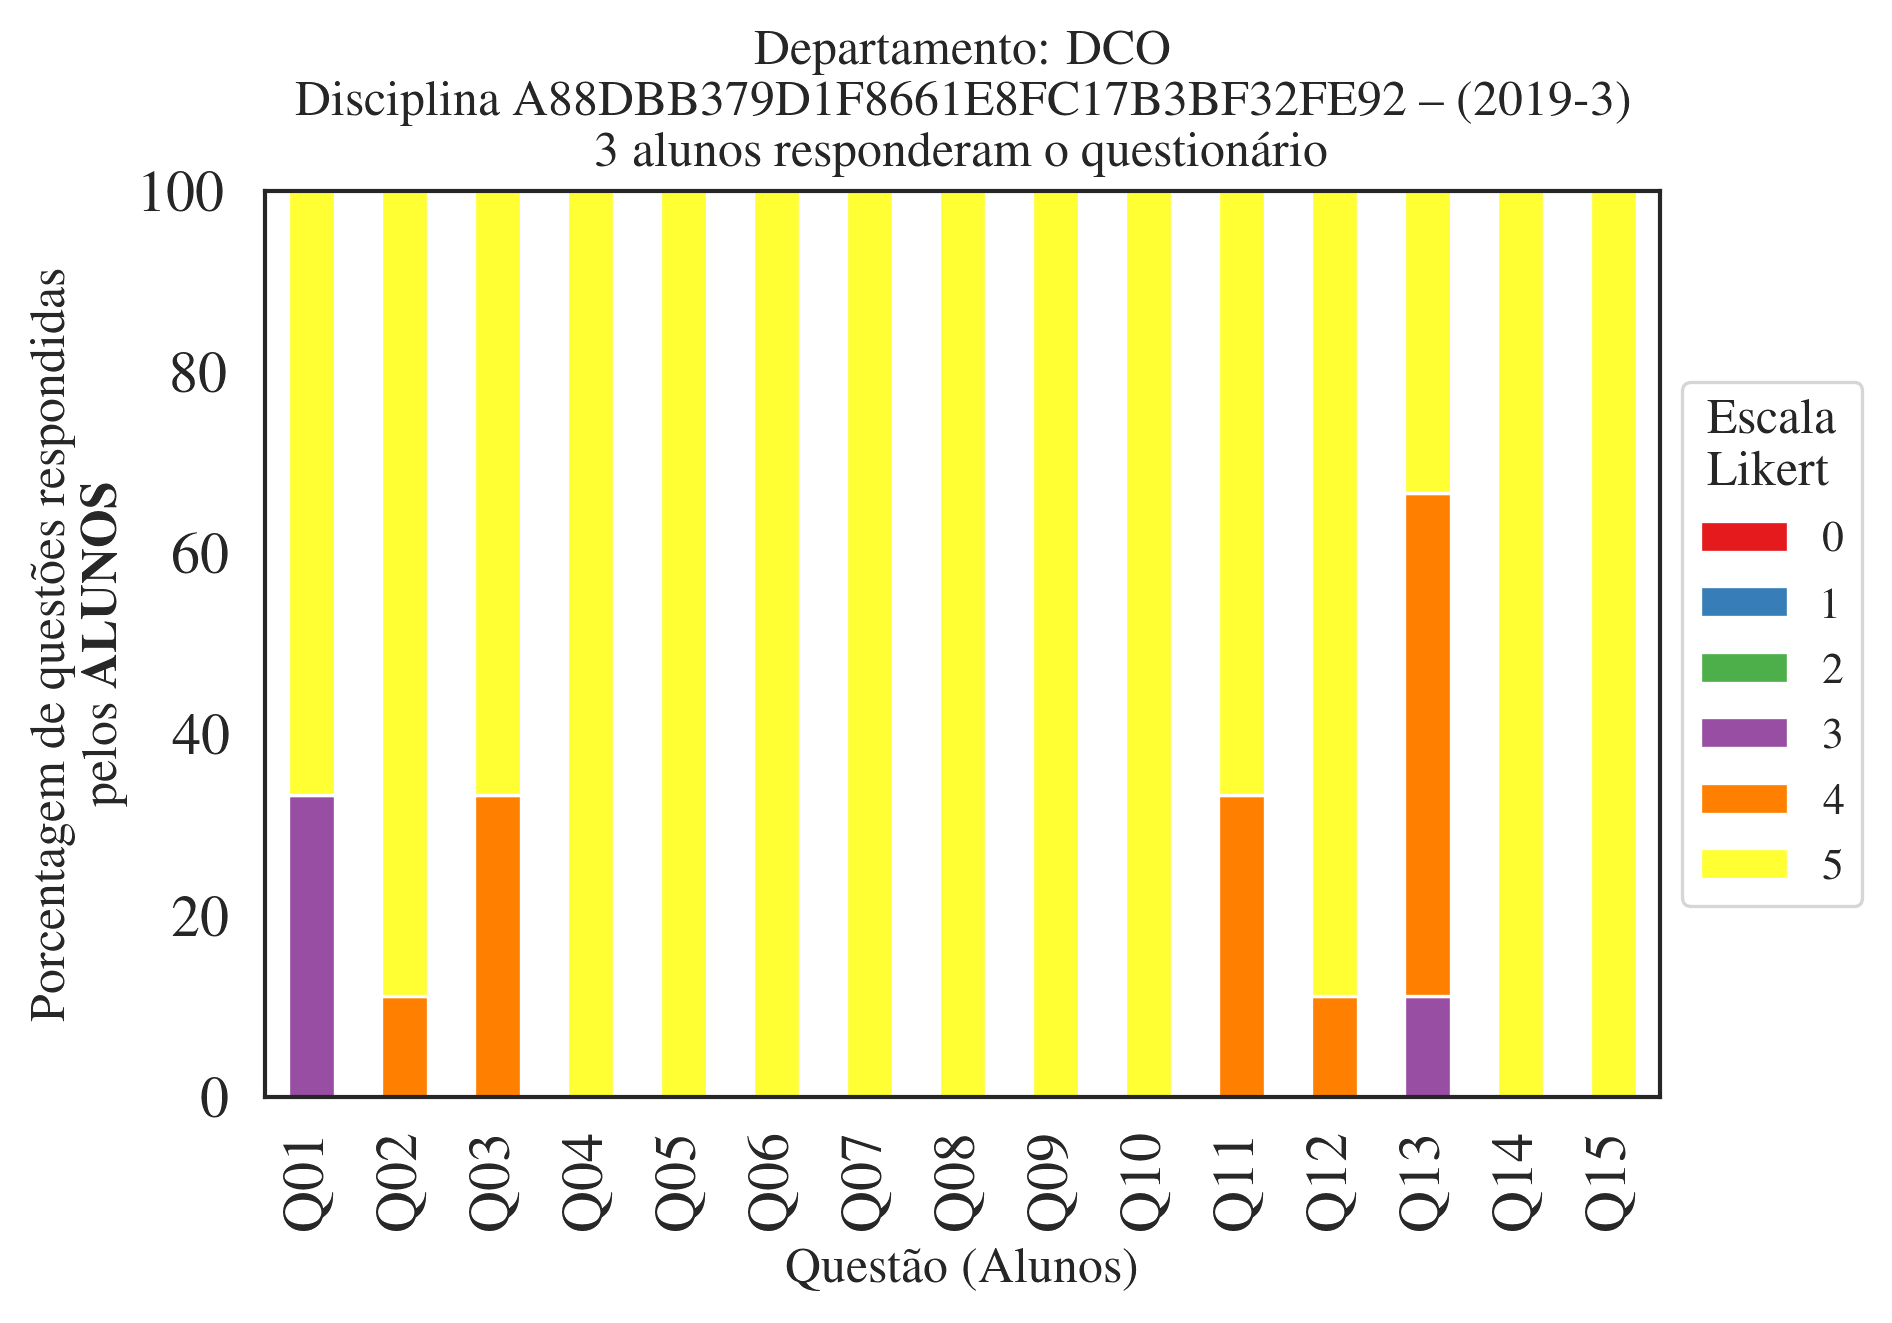 Departamento: DCO
Disciplina A88DBB379D1F8661E8FC17B3BF32FE92 – (2019-3)
3 alunos responderam o questionário
Porcentagem de questões respondidas
pelos ALUNOS
100
80
60
40
20
0
Q01
Q02
Q03
Q04
Q05
Q06
Q07
Q08
Q09
Q10
Q11
Q12
Q13
Q14
Q15
Questão (Alunos)
Escala
Likert
0
1
2
3
4
5